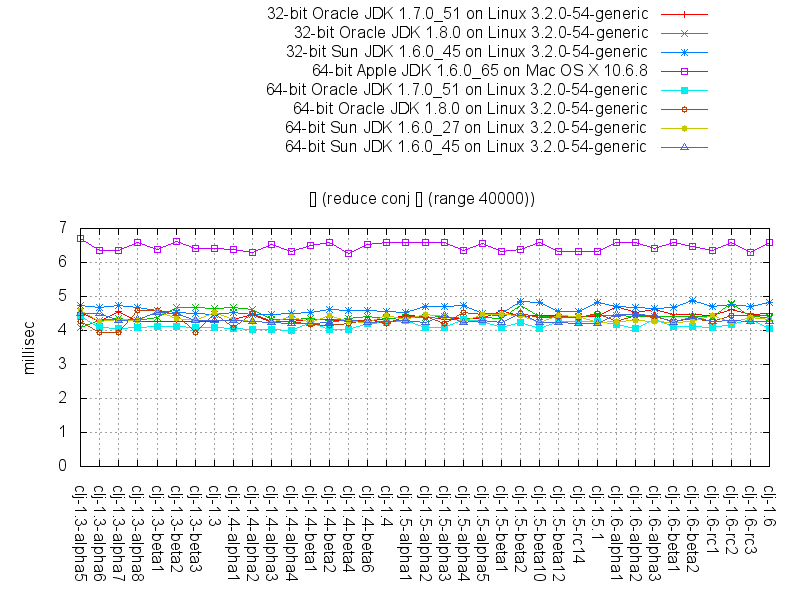 32-bit Oracle JDK 1.7.0_51 on Linux 3.2.0-54-generic
32-bit Oracle JDK 1.8.0 on Linux 3.2.0-54-generic
32-bit Sun JDK 1.6.0_45 on Linux 3.2.0-54-generic
64-bit Apple JDK 1.6.0_65 on Mac OS X 10.6.8
64-bit Oracle JDK 1.7.0_51 on Linux 3.2.0-54-generic
64-bit Oracle JDK 1.8.0 on Linux 3.2.0-54-generic
64-bit Sun JDK 1.6.0_27 on Linux 3.2.0-54-generic
64-bit Sun JDK 1.6.0_45 on Linux 3.2.0-54-generic
[] (reduce conj [] (range 40000))
7
6
5
4
3
2
1
0
millisec
clj-1.3-alpha5
clj-1.3-alpha6
clj-1.3-alpha7
clj-1.3-alpha8
clj-1.3-beta1
clj-1.3-beta2
clj-1.3-beta3
clj-1.3
clj-1.4-alpha1
clj-1.4-alpha2
clj-1.4-alpha3
clj-1.4-alpha4
clj-1.4-beta1
clj-1.4-beta2
clj-1.4-beta4
clj-1.4-beta6
clj-1.4
clj-1.5-alpha1
clj-1.5-alpha2
clj-1.5-alpha3
clj-1.5-alpha4
clj-1.5-alpha5
clj-1.5-beta1
clj-1.5-beta2
clj-1.5-beta10
clj-1.5-beta12
clj-1.5-rc14
clj-1.5.1
clj-1.6-alpha1
clj-1.6-alpha2
clj-1.6-alpha3
clj-1.6-beta1
clj-1.6-beta2
clj-1.6-rc1
clj-1.6-rc2
clj-1.6-rc3
clj-1.6